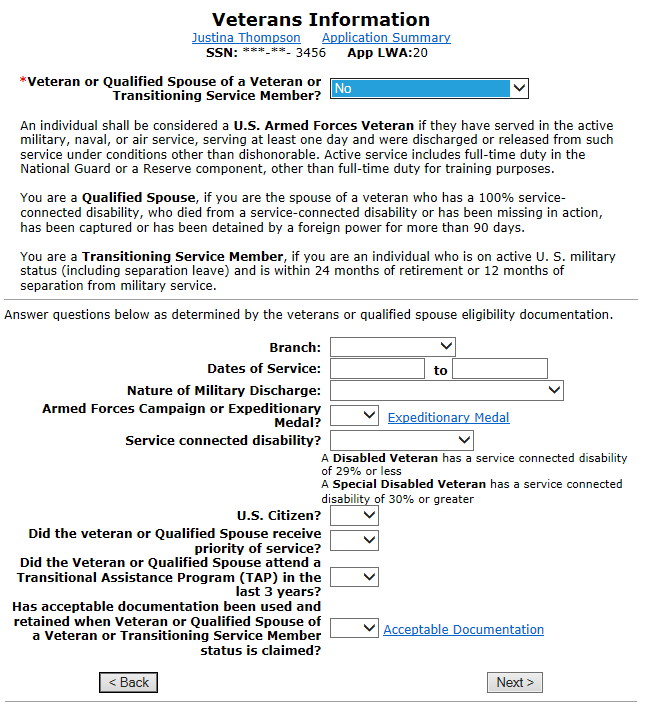 Veterans Information
Justina Thompson Application Summary
SSN: ***-**- 3456 App LWA:20
*Veteran or Qualified Spouse of a Veteran or
Transitioning Service Member?
No
An individual shall be considered a U.S. Armed Forces Veteran if they have served in the active
military, naval, or air service, serving at least one day and were discharged or released from such
service under conditions other than dishonorable. Active service includes full-time duty in the
National Guard or a Reserve component, other than full-time duty for training purposes.
You are a Qualified Spouse, if you are the spouse of a veteran who has a 100% service-
connected disability, who died from a service-connected disability or has been missing in action,
has been captured or has been detained by a foreign power for more than 90 days.
You are a Transitioning Service Member, if you are an individual who is on active U. S. military
status (including separation leave) and is within 24 months of retirement or 12 months of
separation from military service.
Answer questions below as determined by the veterans or qualified spouse eligibility documentation.
Branch:
Dates of Service: to
Nature of Military Discharge:
Armed Forces Campaign or Expeditionary
Medal?
Expeditionary Medal
Service connected disability?
A Disabled Veteran has a service connected disability
of 29% or less
A Special Disabled Veteran has a service connected
disability of 30% or greater
U.S. Citizen?
Did the veteran or Qualified Spouse receive
priority of service?
Did the Veteran or Qualified Spouse attend a
Transitional Assistance Program (TAP) in the
last 3 years?
Has acceptable documentation been used and
retained when Veteran or Qualified Spouse of
a Veteran or Transitioning Service Member
status is claimed?
Acceptable Documentation
< Back Next >